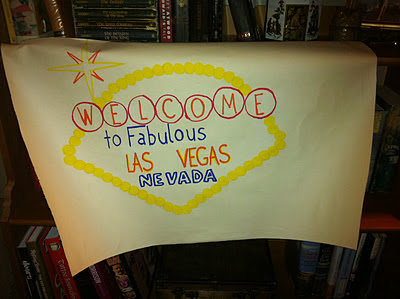 WELCOME
to Fabulous
LAS VEGAS
NEVADA